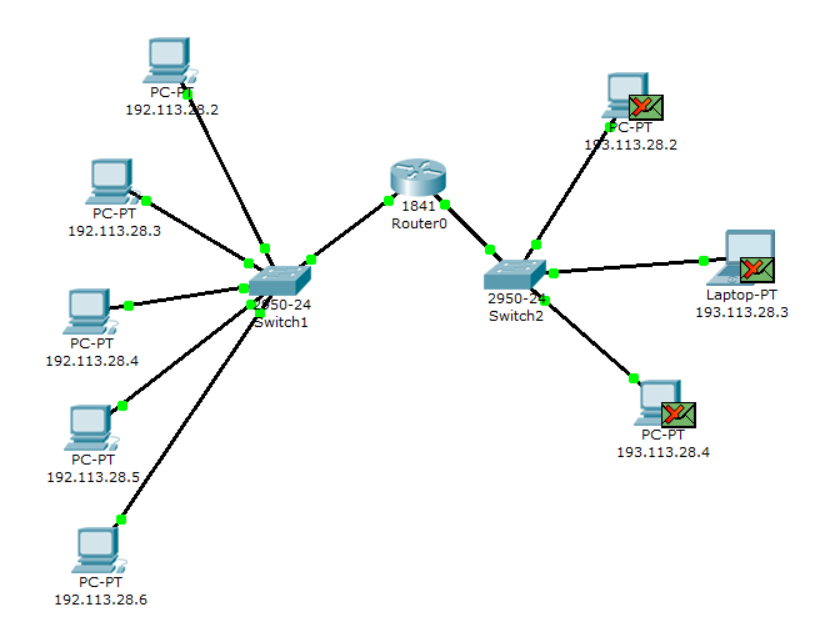 PC-PT
192.113.28.2
PC-PT
192.113.28.3
PC-PT
192.113.28.4
PC-PT
192.113.28.5
PC-PT
192.113.28.6
2950-24
Switch1
1841
Router0
2950-24
Switch2
PC-PT
193.113.28.2
Laptop-PT
193.113.28.3
PC-PT
193.113.28.4